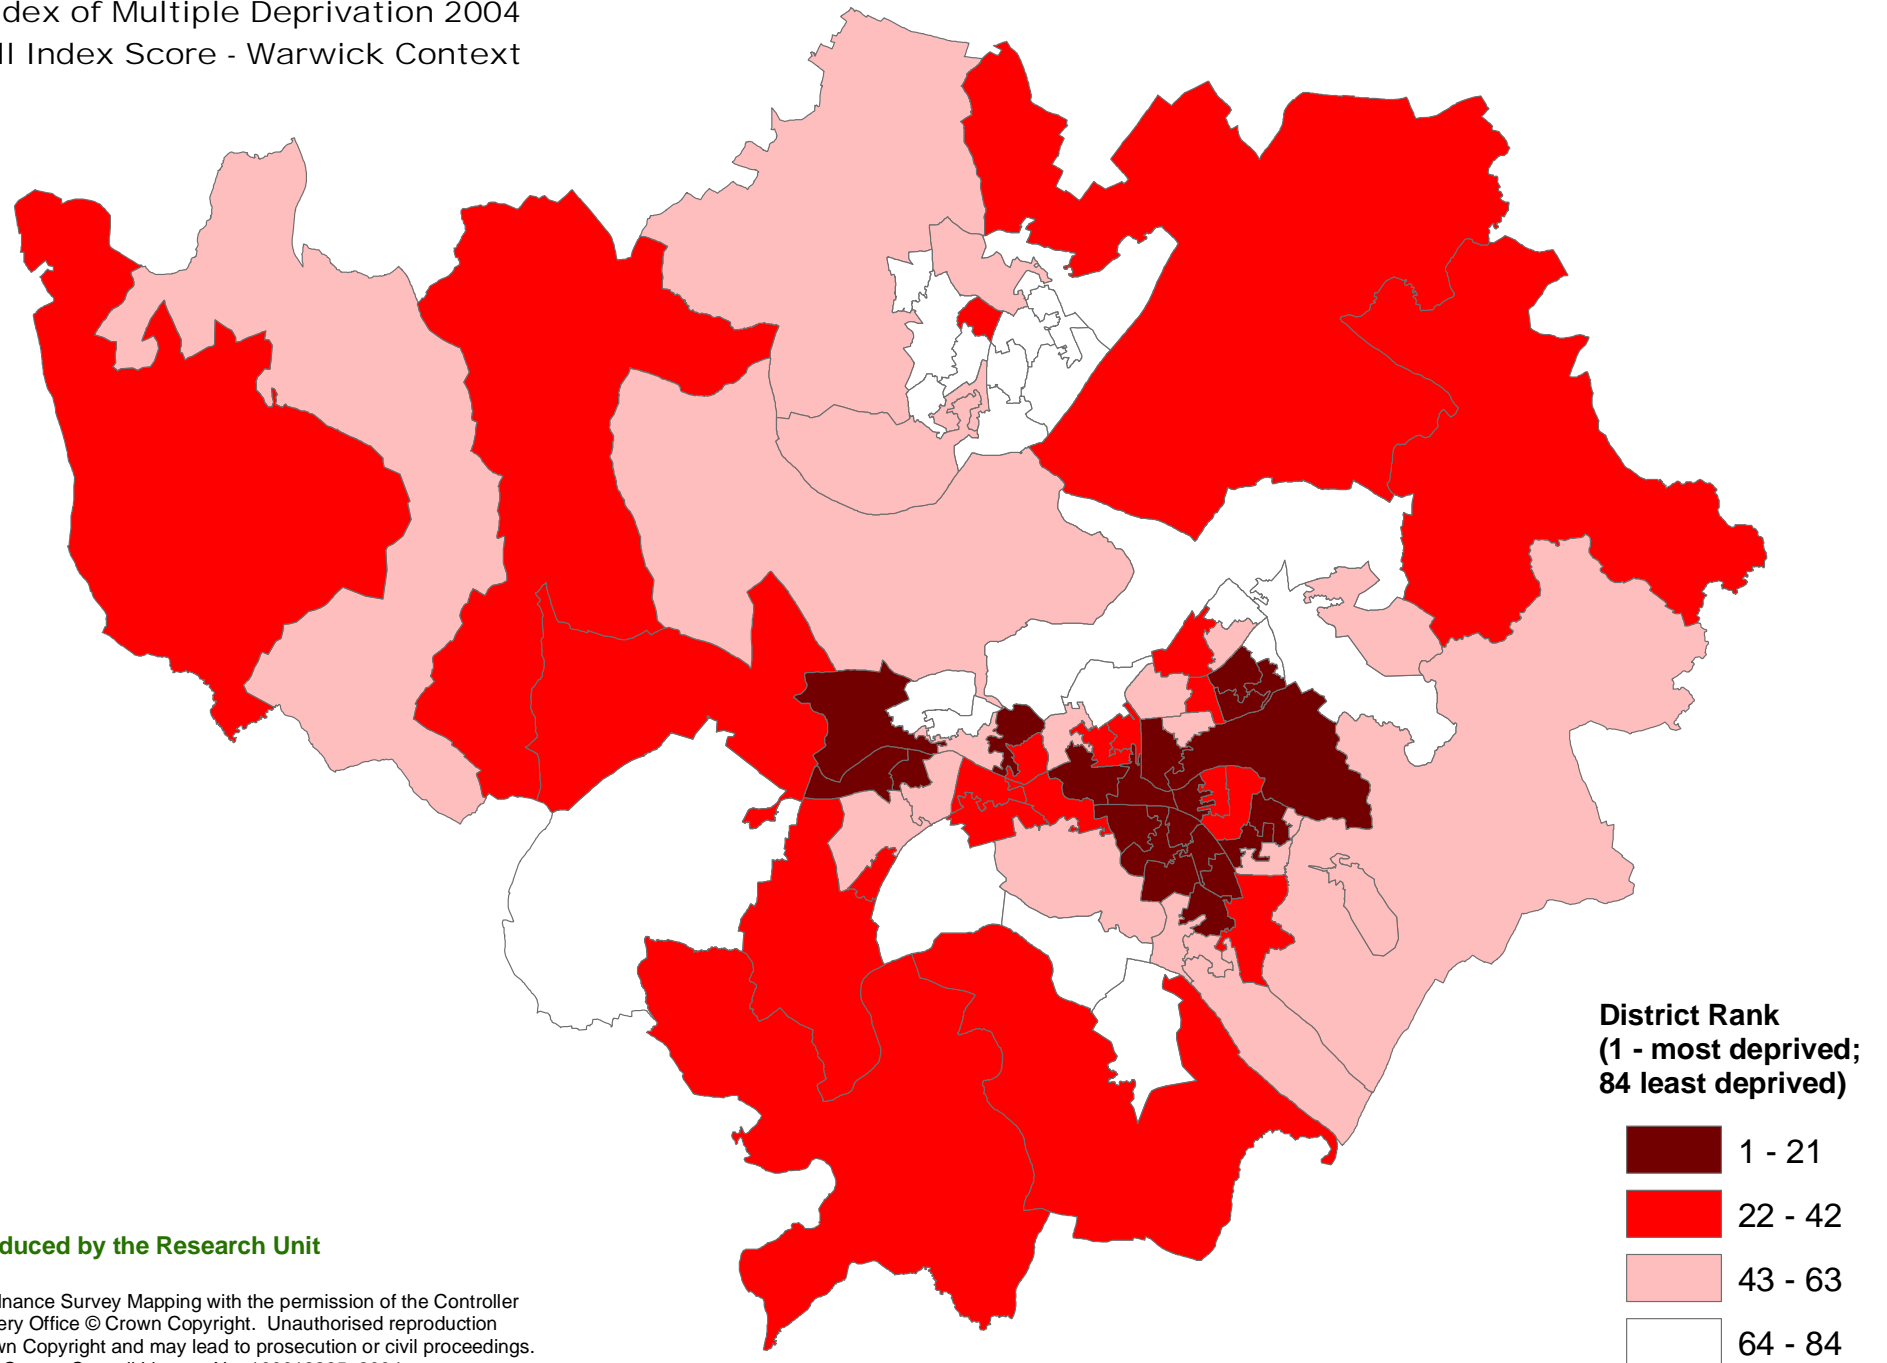 dex of Multiple Deprivation 2004
ll Index Score - Warwick Context
District Rank
(1 - most deprived;
84 least deprived)
1 - 21
22 - 42
43 - 63
64 - 84
duced by the Research Unit
nance Survey Mapping with the permission of the Controller
ery Office © Crown Copyright. Unauthorised reproduction
n Copyright and may lead to prosecution or civil proceedings.